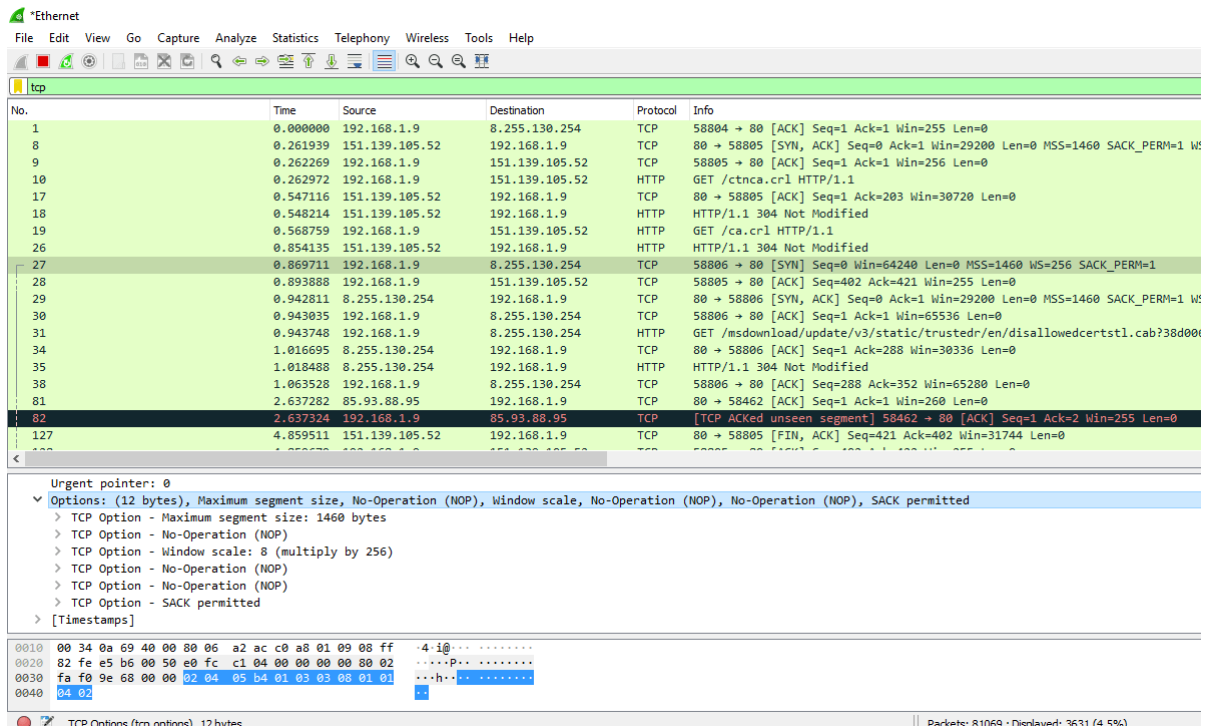 *Ethernet
File Edit View Go Capture Analyze Statistics Telephony Wireless Tools Help
tcp
No. Time Source Destination Protocol Info
1 0.000000 192.168.1.9 8.255.130.254 TCP 58804 → 80 [ACK] Seq=1 Ack=1 Win=255 Len=0
8 0.261939 151.139.105.52 192.168.1.9 TCP 80 → 58805 [SYN, ACK] Seq=0 Ack=1 Win=29200 Len=0 MSS=1460 SACK_PERM=1 WS
9 0.262269 192.168.1.9 151.139.105.52 TCP 58805 → 80 [ACK] Seq=1 Ack=1 Win=256 Len=0
10 0.262972 192.168.1.9 151.139.105.52 HTTP GET /ctnca.crl HTTP/1.1
17 0.547116 151.139.105.52 192.168.1.9 TCP 80 → 58805 [ACK] Seq=1 Ack=203 Win=30720 Len=0
18 0.548214 151.139.105.52 192.168.1.9 HTTP HTTP/1.1 304 Not Modified
19 0.568759 192.168.1.9 151.139.105.52 HTTP GET /ca.crl HTTP/1.1
26 0.854135 151.139.105.52 192.168.1.9 HTTP HTTP/1.1 304 Not Modified
27 0.869711 192.168.1.9 8.255.130.254 TCP 58806 → 80 [SYN] Seq=0 Win=64240 Len=0 MSS=1460 WS=256 SACK_PERM=1
28 0.893888 192.168.1.9 151.139.105.52 TCP 58805 → 80 [ACK] Seq=402 Ack=421 Win=255 Len=0
29 0.942811 8.255.130.254 192.168.1.9 TCP 80 → 58806 [SYN, ACK] Seq=0 Ack=1 Win=29200 Len=0 MSS=1460 SACK_PERM=1 WS
30 0.943035 192.168.1.9 8.255.130.254 TCP 58806 → 80 [ACK] Seq=1 Ack=1 Win=65536 Len=0
31 0.943748 192.168.1.9 8.255.130.254 HTTP GET /msdownload/update/v3/static/trustedr/en/disallowedcertstl.cab?38d00
34 1.016695 8.255.130.254 192.168.1.9 TCP 80 → 58806 [ACK] Seq=1 Ack=288 Win=30336 Len=0
35 1.018488 8.255.130.254 192.168.1.9 HTTP HTTP/1.1 304 Not Modified
38 1.063528 192.168.1.9 8.255.130.254 TCP 58806 → 80 [ACK] Seq=288 Ack=352 Win=65280 Len=0
81 2.637282 85.93.88.95 192.168.1.9 TCP 80 → 58462 [ACK] Seq=1 Ack=1 Win=260 Len=0
82 2.637324 192.168.1.9 85.93.88.95 TCP [TCP ACKed unseen segment] 58462 → 80 [ACK] Seq=1 Ack=2 Win=255 Len=0
127 4.859511 151.139.105.52 192.168.1.9 TCP 80 → 58805 [FIN, ACK] Seq=421 Ack=402 Win=31744 Len=0
Urgent pointer: 0
Options: (12 bytes), Maximum segment size, No-Operation (NOP), Window scale, No-Operation (NOP), No-Operation (NOP), SACK permitted
TCP Option - Maximum segment size: 1460 bytes
TCP Option - No-Operation (NOP)
TCP Option - Window scale: 8 (multiply by 256)
TCP Option - No-Operation (NOP)
TCP Option - No-Operation (NOP)
TCP Option - SACK permitted
[Timestamps]
0010 00 34 0a 69 40 00 80 06 a2 ac c0 a8 01 09 08 ff ·4·i@··· ········
0020 82 fe e5 b6 00 50 e0 fc c1 04 00 00 00 00 80 02 ·····P·· ········
0030 fa f0 9e 68 00 00 02 04 05 b4 01 03 03 08 01 01 ···h···· ········
0040 04 02 ··
TCP Options (tcp.options), 12 bytes Packets: 81069 · Displayed: 3631 (4.5%)